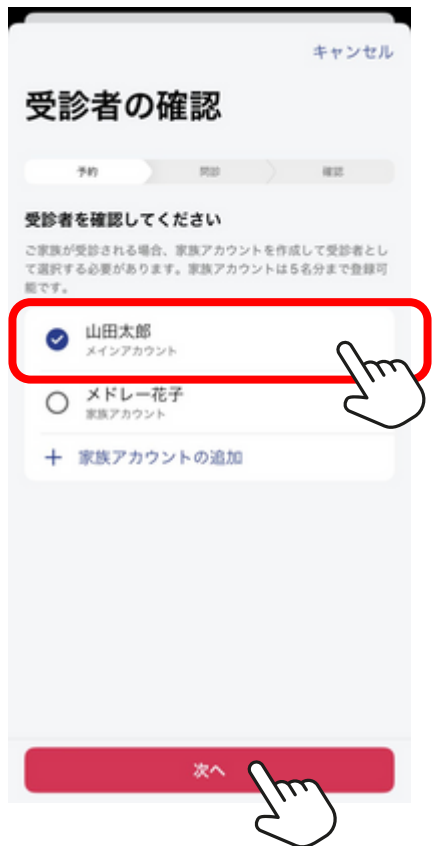 キャンセル
受診者の確認
予約
問診
確認
受診者を確認してください
ご家族が受診される場合、家族アカウントを作成して受診者とし
て選択する必要があります。家族アカウントは5名分まで登録可
能です。
山田太郎
メインアカウント
メドレー花子
家族アカウント
+ 家族アカウントの追加
次へ